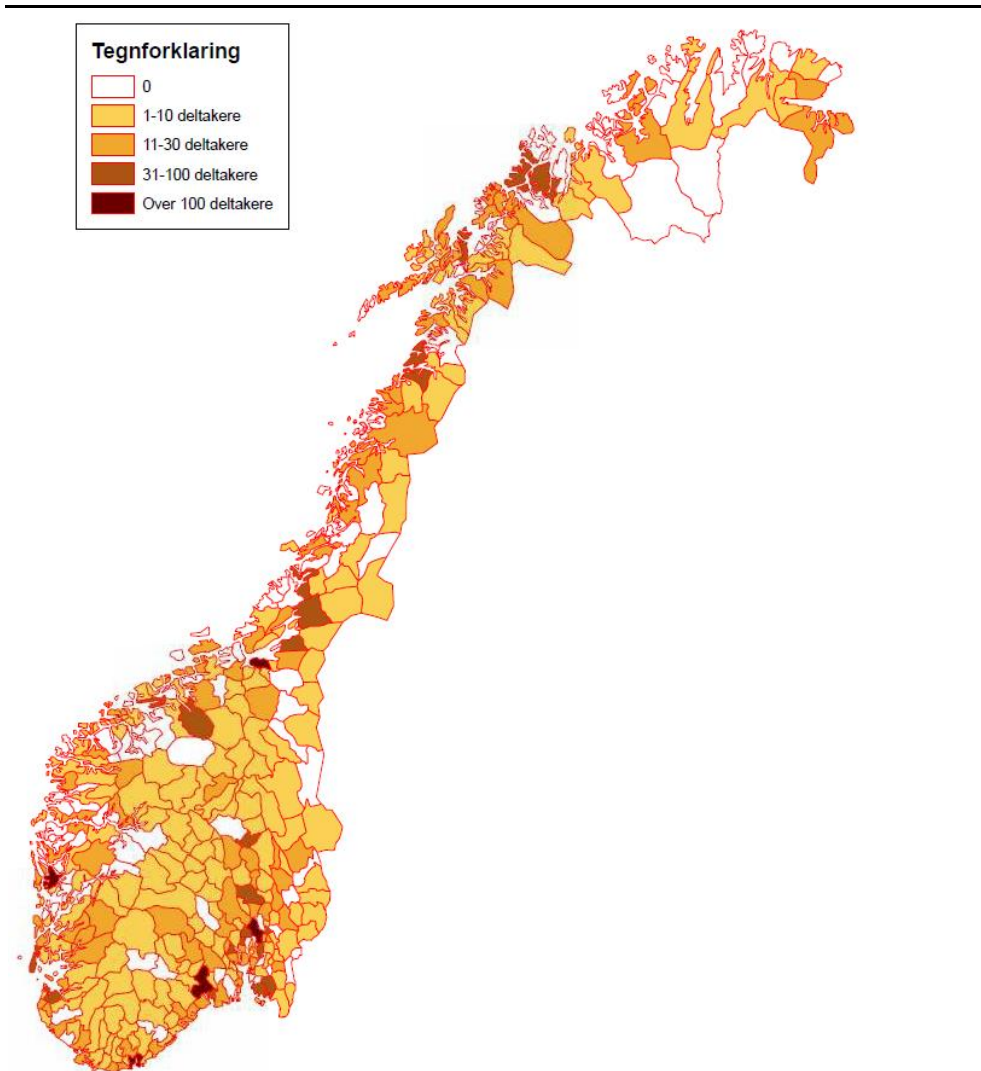 Tegnforklaring
0
1-10 deltakere
11-30 deltakere
31-100 deltakere
Over 100 deltakere